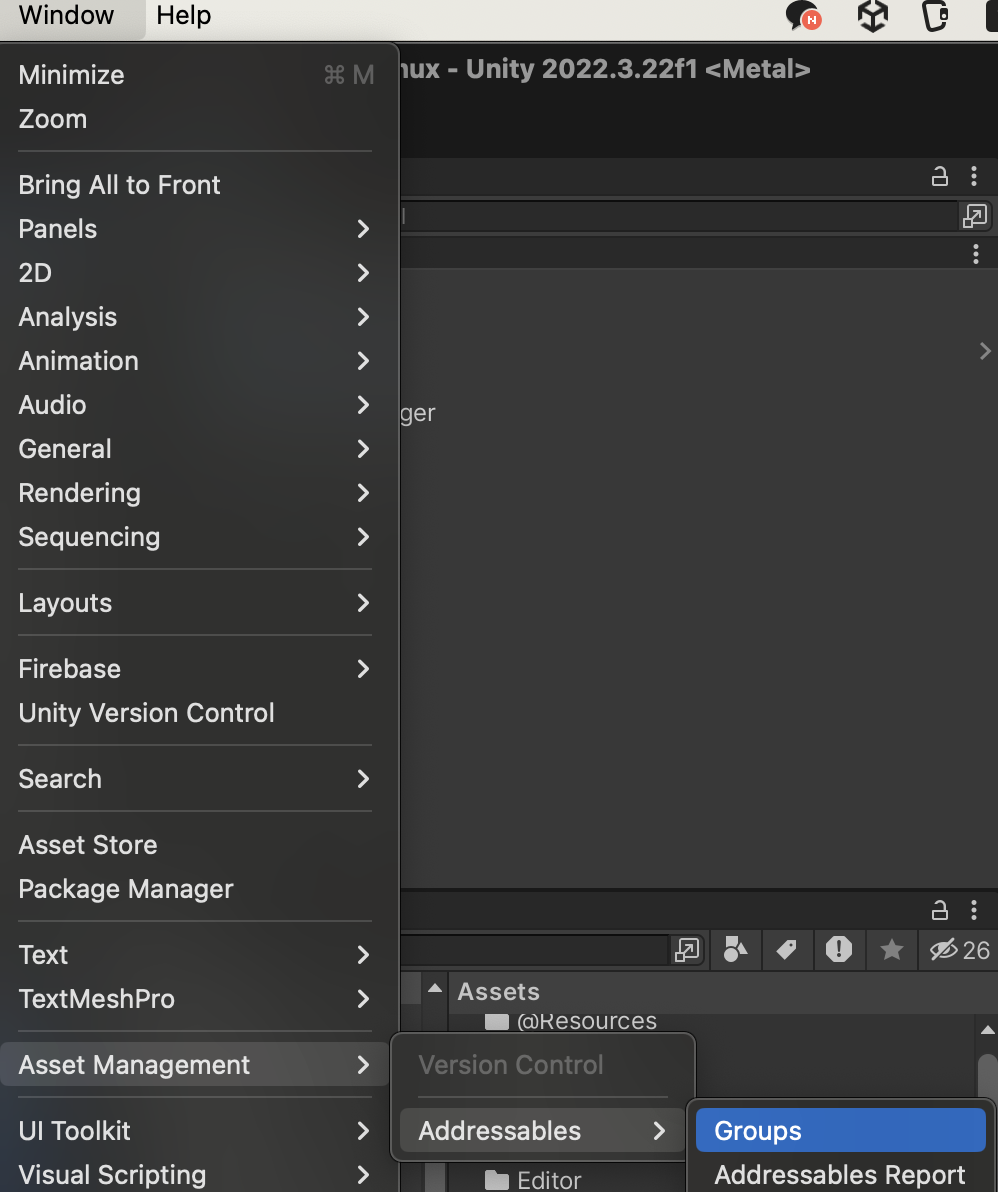 Window Help
Minimize ⌘ M
Zoom
nux - Unity 2022.3.22f1 <Metal>
Bring All to Front
Panels
2D
Analysis
Animation
Audio
ger
General
Rendering
Sequencing
Layouts
Firebase
Unity Version Control
Search
Asset Store
Package Manager
26
Text
TextMeshPro
Assets
@Resources
Asset Management
Version Control
Addressables
Groups
UI Toolkit
Visual Scripting
Editor
Addressables Report